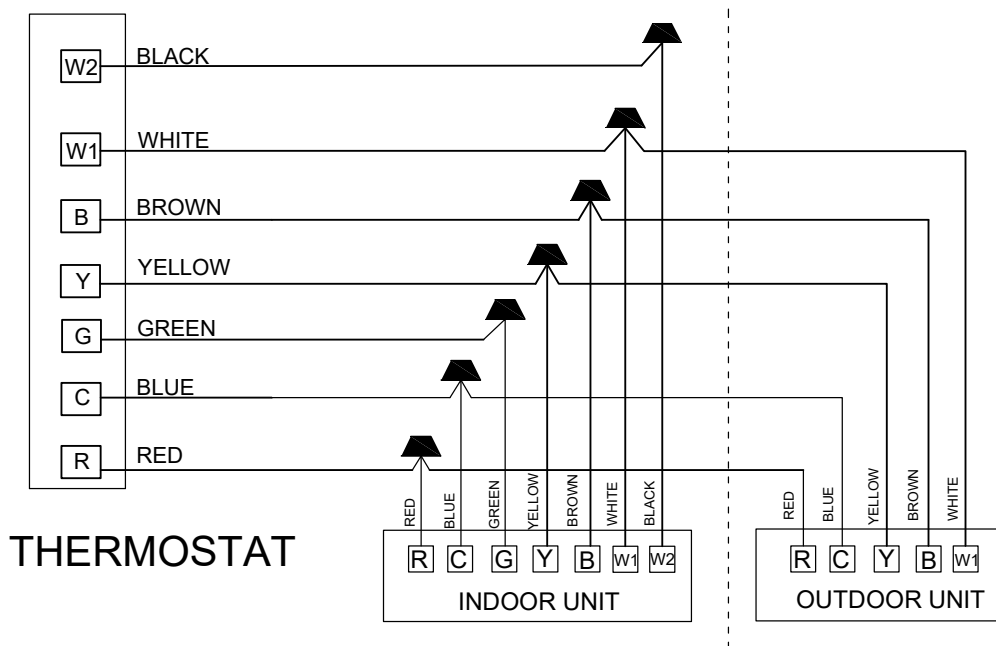 W2 BLACK
W1 WHITE
B BROWN
Y YELLOW
G GREEN
C BLUE
R RED
THERMOSTAT
RED BLUE GREEN YELLOW BROWN WHITE BLACK
R C G Y B W1 W2
INDOOR UNIT
RED BLUE YELLOW BROWN WHITE
R C Y B W1
OUTDOOR UNIT